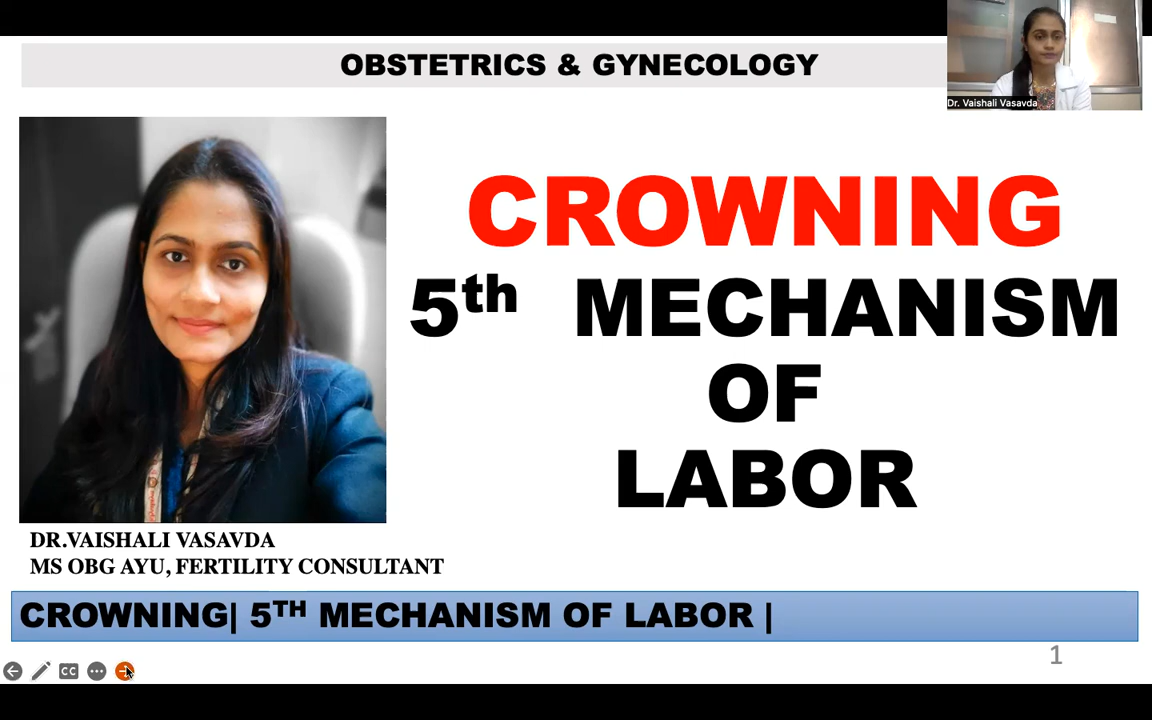 OBSTETRICS & GYNECOLOGY
Dr. Vaishali Vasavda
CROWNING
5th MECHANISM
OF
LABOR
DR.VAISHALI VASAVDA
MS OBG AYU, FERTILITY CONSULTANT
CROWNING| 5TH MECHANISM OF LABOR |
1
CC